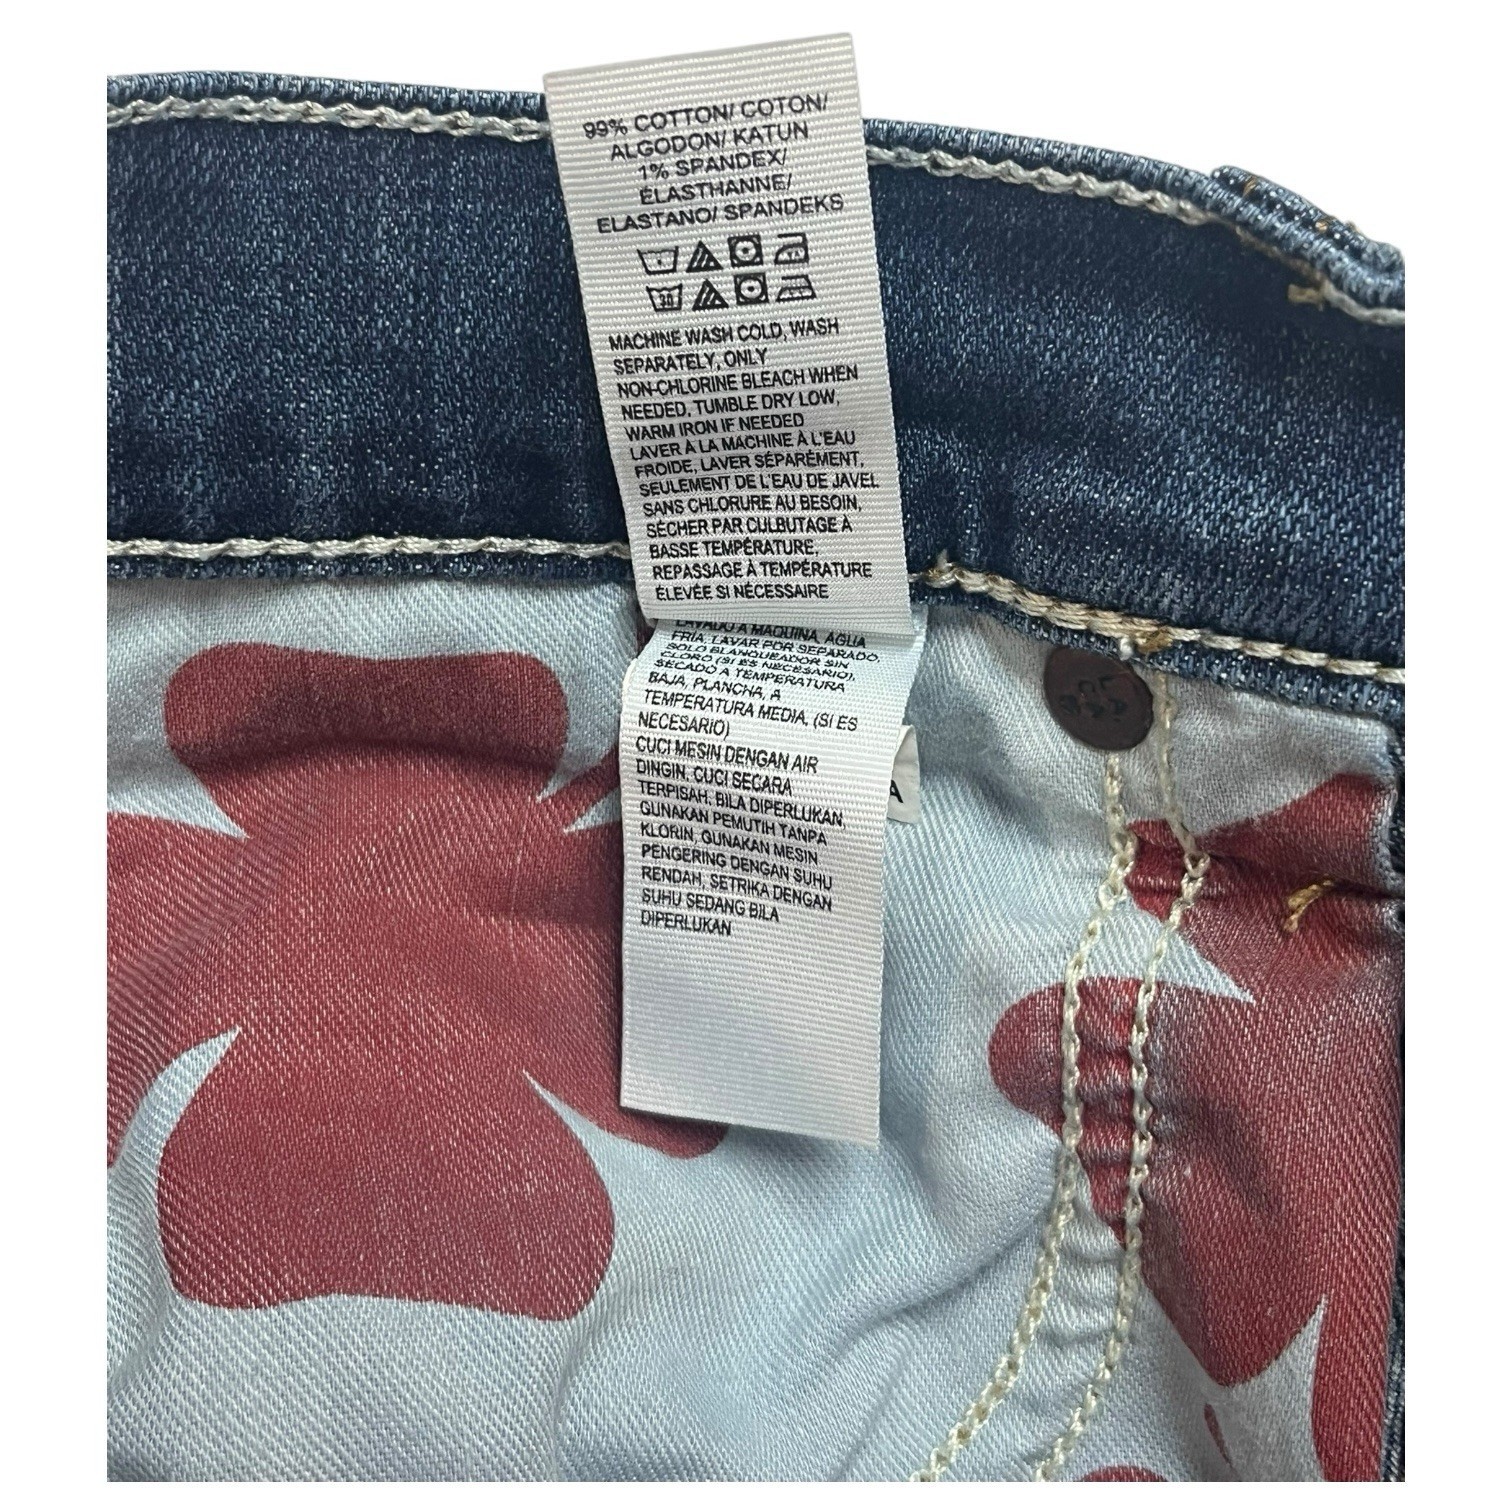 99% COTTON/ COTON/
ALGODON/ KATUN
1% SPANDEX/
ÉLASTHANNE/
ELASTANO/ SPANDEKS
30
MACHINE WASH COLD, WASH
SEPARATELY, ONLY
NON-CHLORINE BLEACH WHEN
NEEDED, TUMBLE DRY LOW,
WARM IRON IF NEEDED
LAVER À LA MACHINE À L'EAU
FROIDE, LAVER SÉPARÉMENT,
SEULEMENT DE L'EAU DE JAVEL
SANS CHLORURE AU BESOIN,
SÉCHER PAR CULBUTAGE À
BASSE TEMPÉRATURE,
REPASSAGE À TEMPÉRATURE
ÉLEVÉE SI NÉCESSAIRE
LAVADO A MAQUINA, AGUA
FRIA, LAVAR POR SEPARADO,
SOLO BLANQUEADOR SIN
CLORO (SI ES NECESARIO),
SECADO A TEMPERATURA
BAJA, PLANCHA, A
TEMPERATURA MEDIA, (SI ES
NECESARIO)
CUCI MESIN DENGAN AIR
DINGIN, CUCI SECARA
TERPISAH, BILA DIPERLUKAN,
GUNAKAN PEMUTIH TANPA
KLORIN, GUNAKAN MESIN
PENGERING DENGAN SUHU
RENDAH, SETRIKA DENGAN
SUHU SEDANG BILA
DIPERLUKAN
A